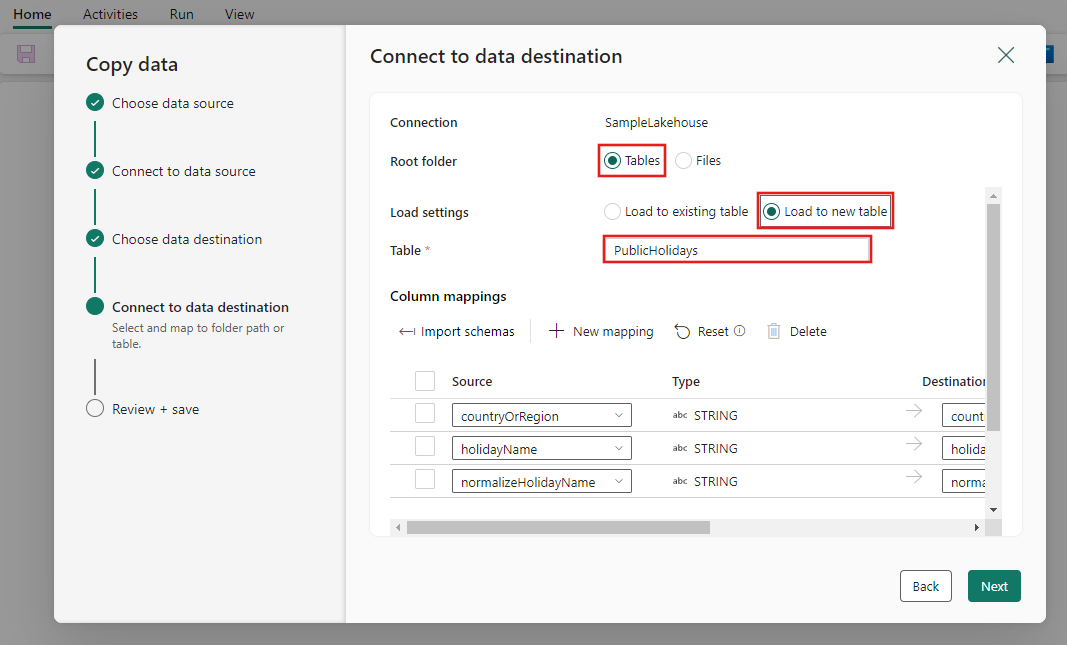 Home Activities Run View
Copy data
Choose data source
Connect to data source
Choose data destination
Connect to data destination
Select and map to folder path or
table.
Review + save
Connect to data destination
Connection SampleLakehouse
Root folder Tables Files
Load settings Load to existing table Load to new table
Table * PublicHolidays
Column mappings
Import schemas New mapping Reset Delete
Source Type Destination
countryOrRegion abc STRING count
holidayName abc STRING holida
normalizeHolidayName abc STRING norma
Back Next